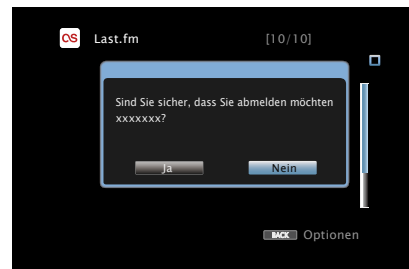 Last.fm [10/10]
Sind Sie sicher, dass Sie abmelden möchten
xxxxxxx?
Ja Nein
BACK Optionen